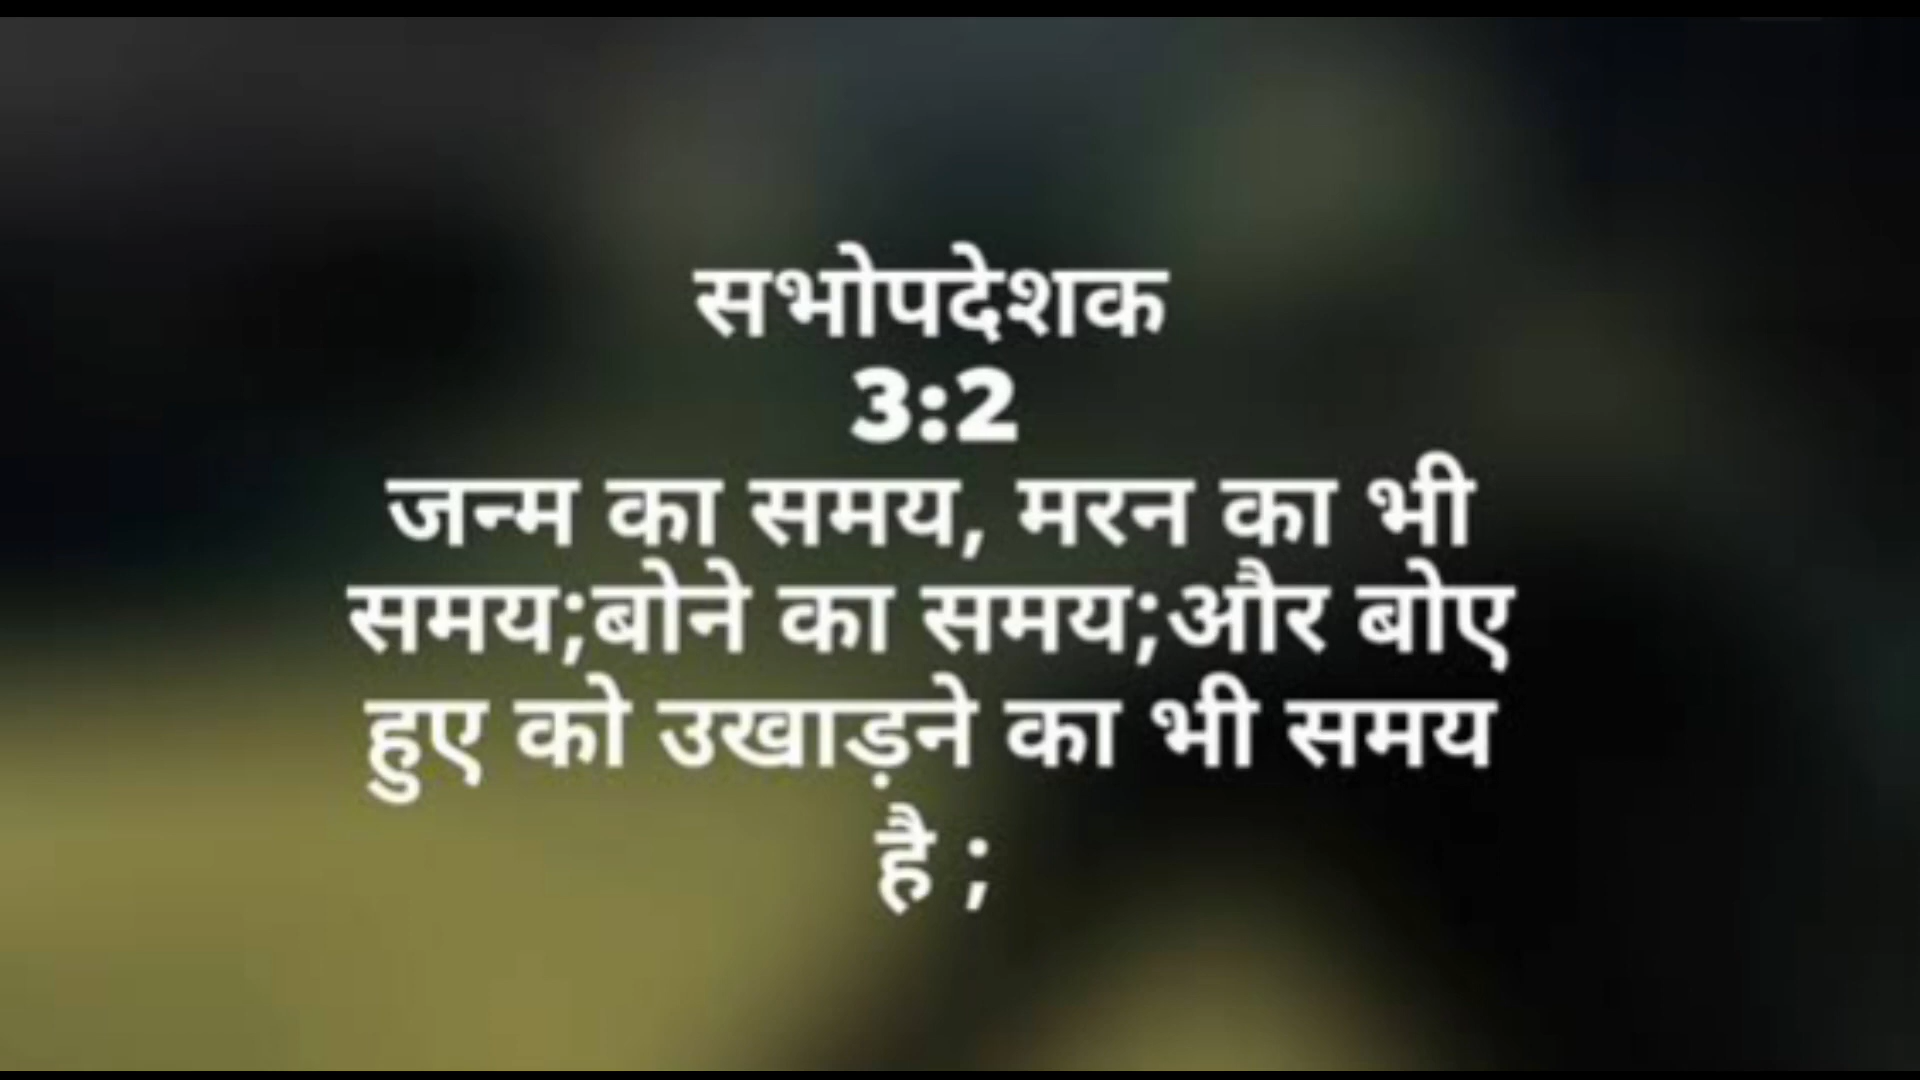 सभोपदेशक
3:2
जन्म का समय, मरन का भी
समय;बोने का समय;और बोए
हुए को उखाड़ने का भी समय
है ;